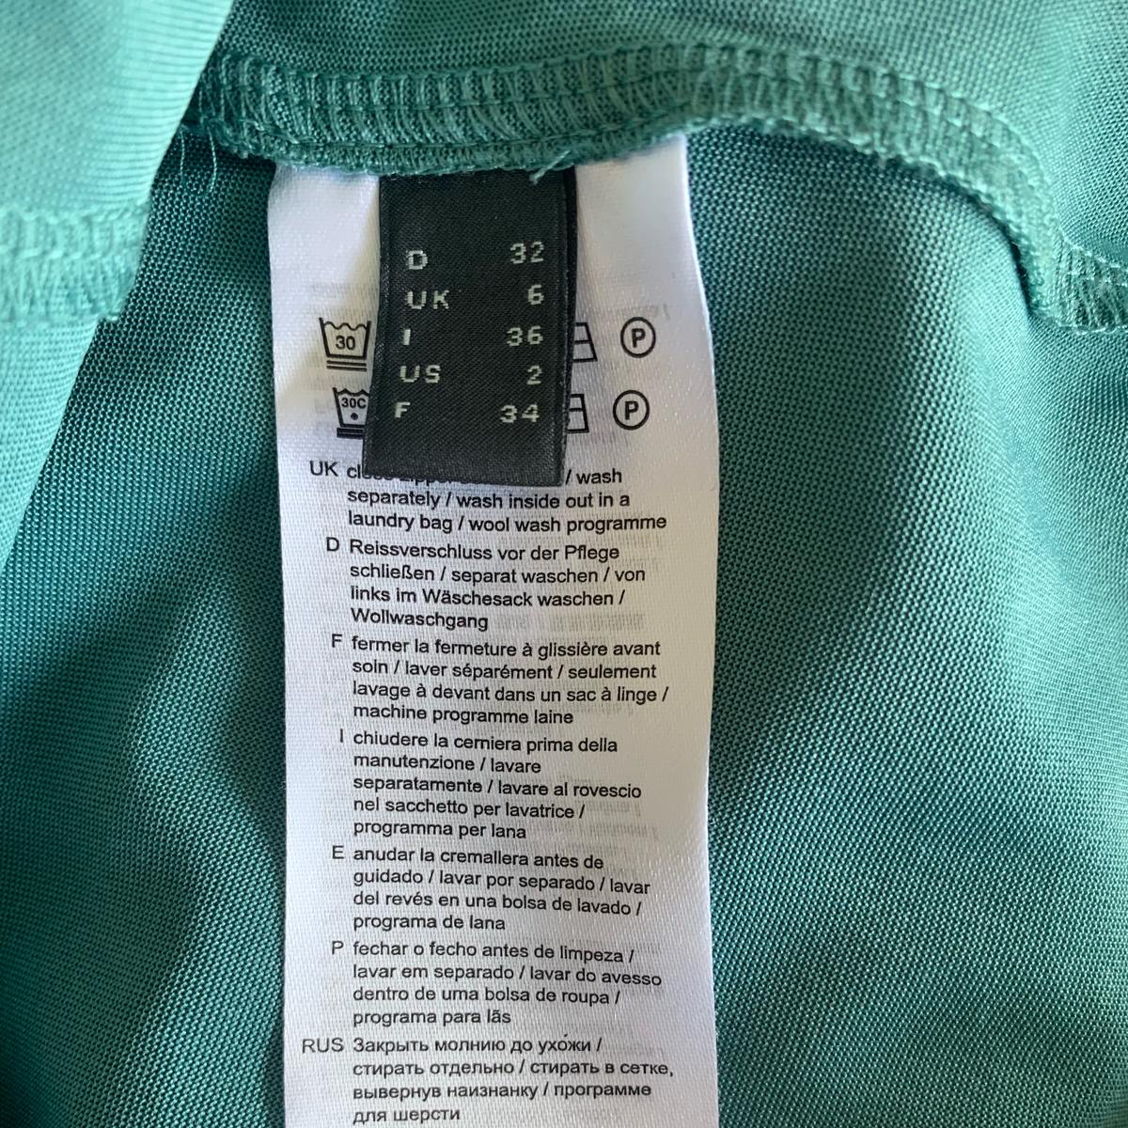 D 32
UK 6
I 36
US 2
F 34
30 P
30C P
UK / wash
separately / wash inside out in a
laundry bag / wool wash programme
D Reissverschluss vor der Pflege
schließen / separat waschen / von
links im Wäschesack waschen /
Wollwaschgang
F fermer la fermeture à glissière avant
soin / laver séparément / seulement
lavage à devant dans un sac à linge /
machine programme laine
I chiudere la cerniera prima della
manutenzione / lavare
separatamente / lavare al rovescio
nel sacchetto per lavatrice /
programma per lana
E anudar la cremallera antes de
guidado / lavar por separado / lavar
del revés en una bolsa de lavado /
programa de lana
P fechar o fecho antes de limpeza /
lavar em separado / lavar do avesso
dentro de uma bolsa de roupa /
programa para lãs
RUS Закрыть молнию до ухо́жи /
стирать отдельно / стирать в сетке,
вывернув наизнанку / программе
для шерсти